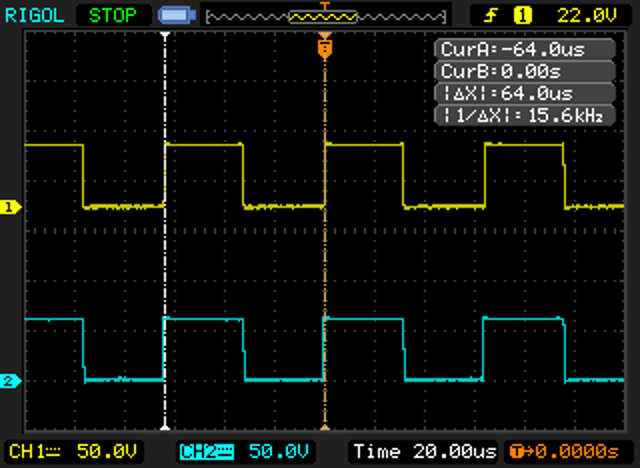 RIGOL STOP T 1 22.0V
T
CurA:-64.0us
CurB:0.00s
|ΔX|:64.0us
|1/ΔX|:15.6kHz
1
2
CH1 50.0V CH2 50.0V Time 20.00us T→0.0000s